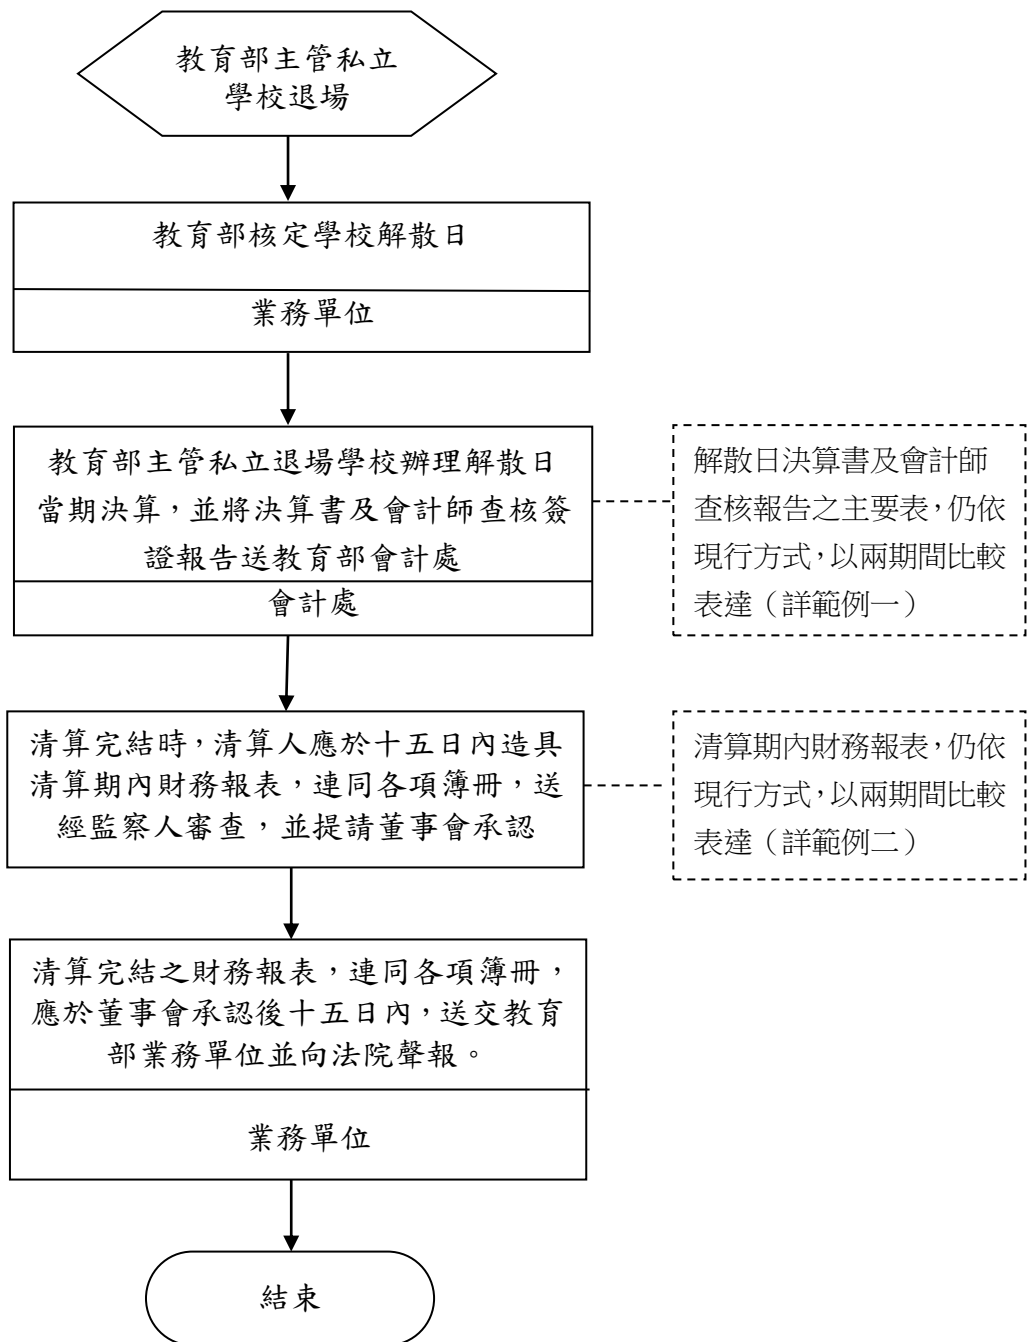 教育部主管私立
學校退場
教育部核定學校解散日
業務單位
教育部主管私立退場學校辦理解散日
當期決算，並將決算書及會計師查核簽
證報告送教育部會計處
會計處
解散日決算書及會計師
查核報告之主要表，仍依
現行方式，以兩期間比較
表達（詳範例一）
清算完結時，清算人應於十五日內造具
清算期內財務報表，連同各項簿冊，送
經監察人審查，並提請董事會承認
清算期內財務報表，仍依
現行方式，以兩期間比較
表達（詳範例二）
清算完結之財務報表，連同各項簿冊，
應於董事會承認後十五日內，送交教育
部業務單位並向法院聲報。
業務單位
結束